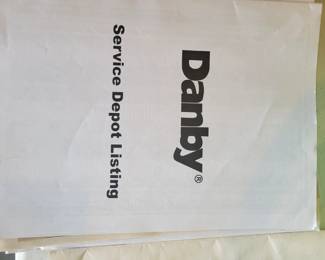 Danby®
Service Depot Listing